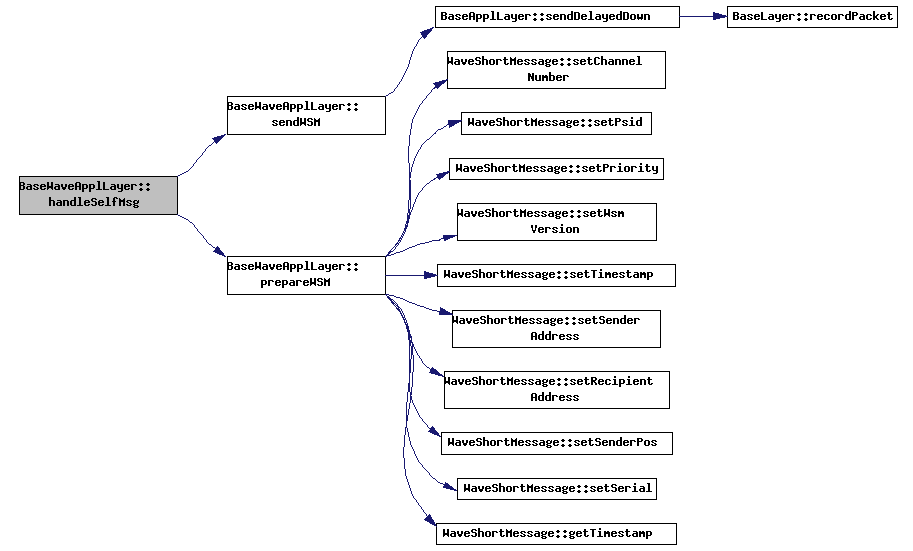 BaseApplLayer::sendDelayedDown
BaseLayer::recordPacket
WaveShortMessage::setChannel
Number
BaseWaveApplLayer::
sendWSM
WaveShortMessage::setPsid
WaveShortMessage::setPriority
BaseWaveApplLayer::
handleSelfMsg
WaveShortMessage::setWsm
Version
BaseWaveApplLayer::
prepareWSM
WaveShortMessage::setTimestamp
WaveShortMessage::setSender
Address
WaveShortMessage::setRecipient
Address
WaveShortMessage::setSenderPos
WaveShortMessage::setSerial
WaveShortMessage::getTimestamp